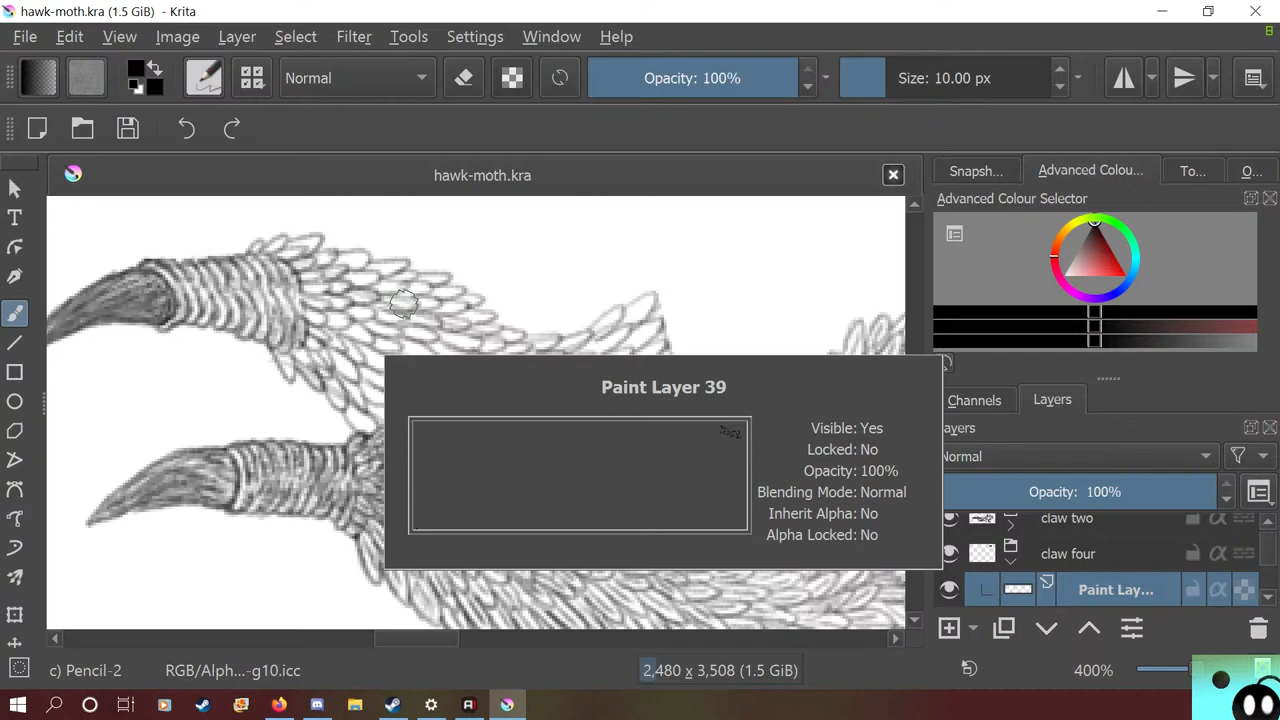 hawk-moth.kra (1.5 GiB) - Krita
File Edit View Image Layer Select Filter Tools Settings Window Help
Normal
Opacity: 100%
Size: 10.00 px
hawk-moth.kra
Snapsh... Advanced Colou... To... O...
Advanced Colour Selector
Channels Layers
ayers
Normal
Opacity: 100%
claw two
claw four
Paint Lay...
Paint Layer 39
Visible: Yes
Locked: No
Opacity: 100%
Blending Mode: Normal
Inherit Alpha: No
Alpha Locked: No
c) Pencil-2 RGB/Alph...-g10.icc 2,480 x 3,508 (1.5 GiB) 400%